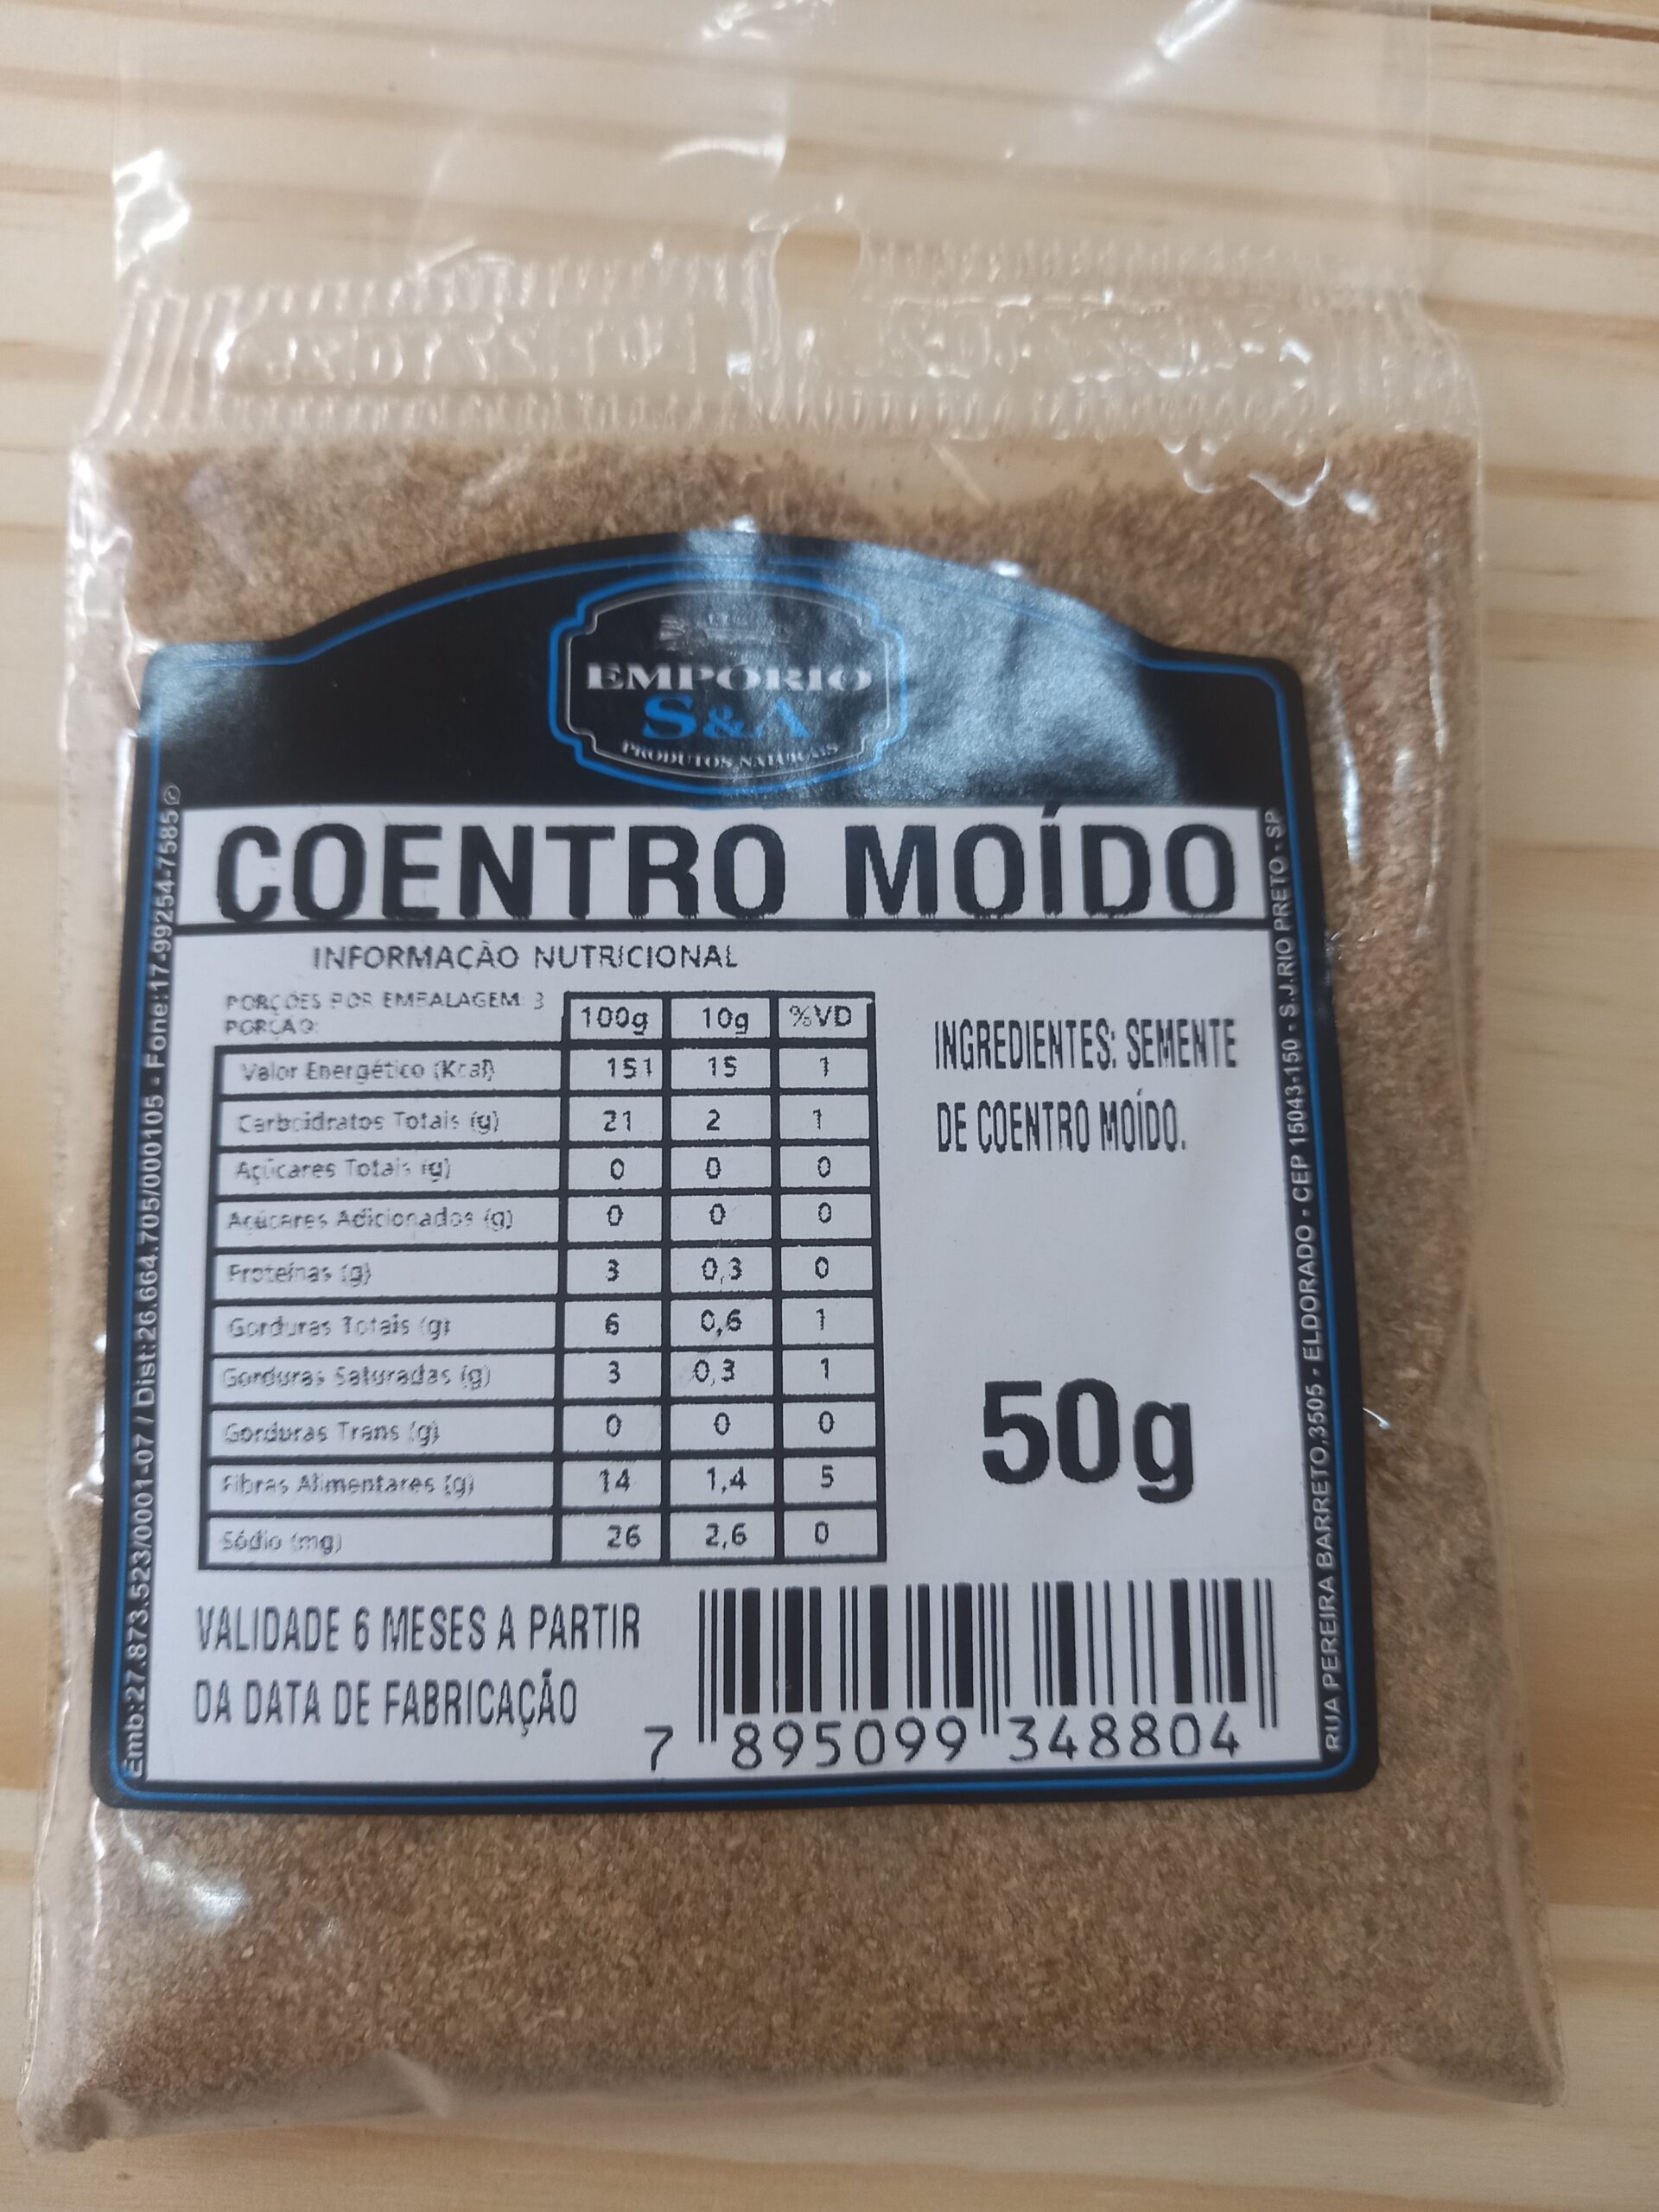 EMPÓRIO
S&A
PRODUTOS NATURAIS
COENTRO MOÍDO
INFORMAÇÃO NUTRICIONAL
PORÇÕES POR EMBALAGEM: 3
PORÇÃO:
100g 10g %VD
Valor Energético (Kcal) 151 15 1
Carboidratos Totais (g) 21 2 1
Açúcares Totais (g) 0 0 0
Açúcares Adicionados (g) 0 0 0
Proteínas (g) 3 0,3 0
Gorduras Totais (g) 6 0,6 1
Gorduras Saturadas (g) 3 0,3 1
Gorduras Trans (g) 0 0 0
Fibras Alimentares (g) 14 1,4 5
Sódio (mg) 26 2,6 0
INGREDIENTES: SEMENTE
DE COENTRO MOÍDO.
50g
VALIDADE 6 MESES A PARTIR
DA DATA DE FABRICAÇÃO
7 895099 348804
Emb:27.873.523/0001-07 / Dist:26.664.705/000105 - Fone:17-99254-7585
RUA PEREIRA BARRETO,3505 - ELDORADO - CEP 15043-150 - S.J.RIO PRETO - SP